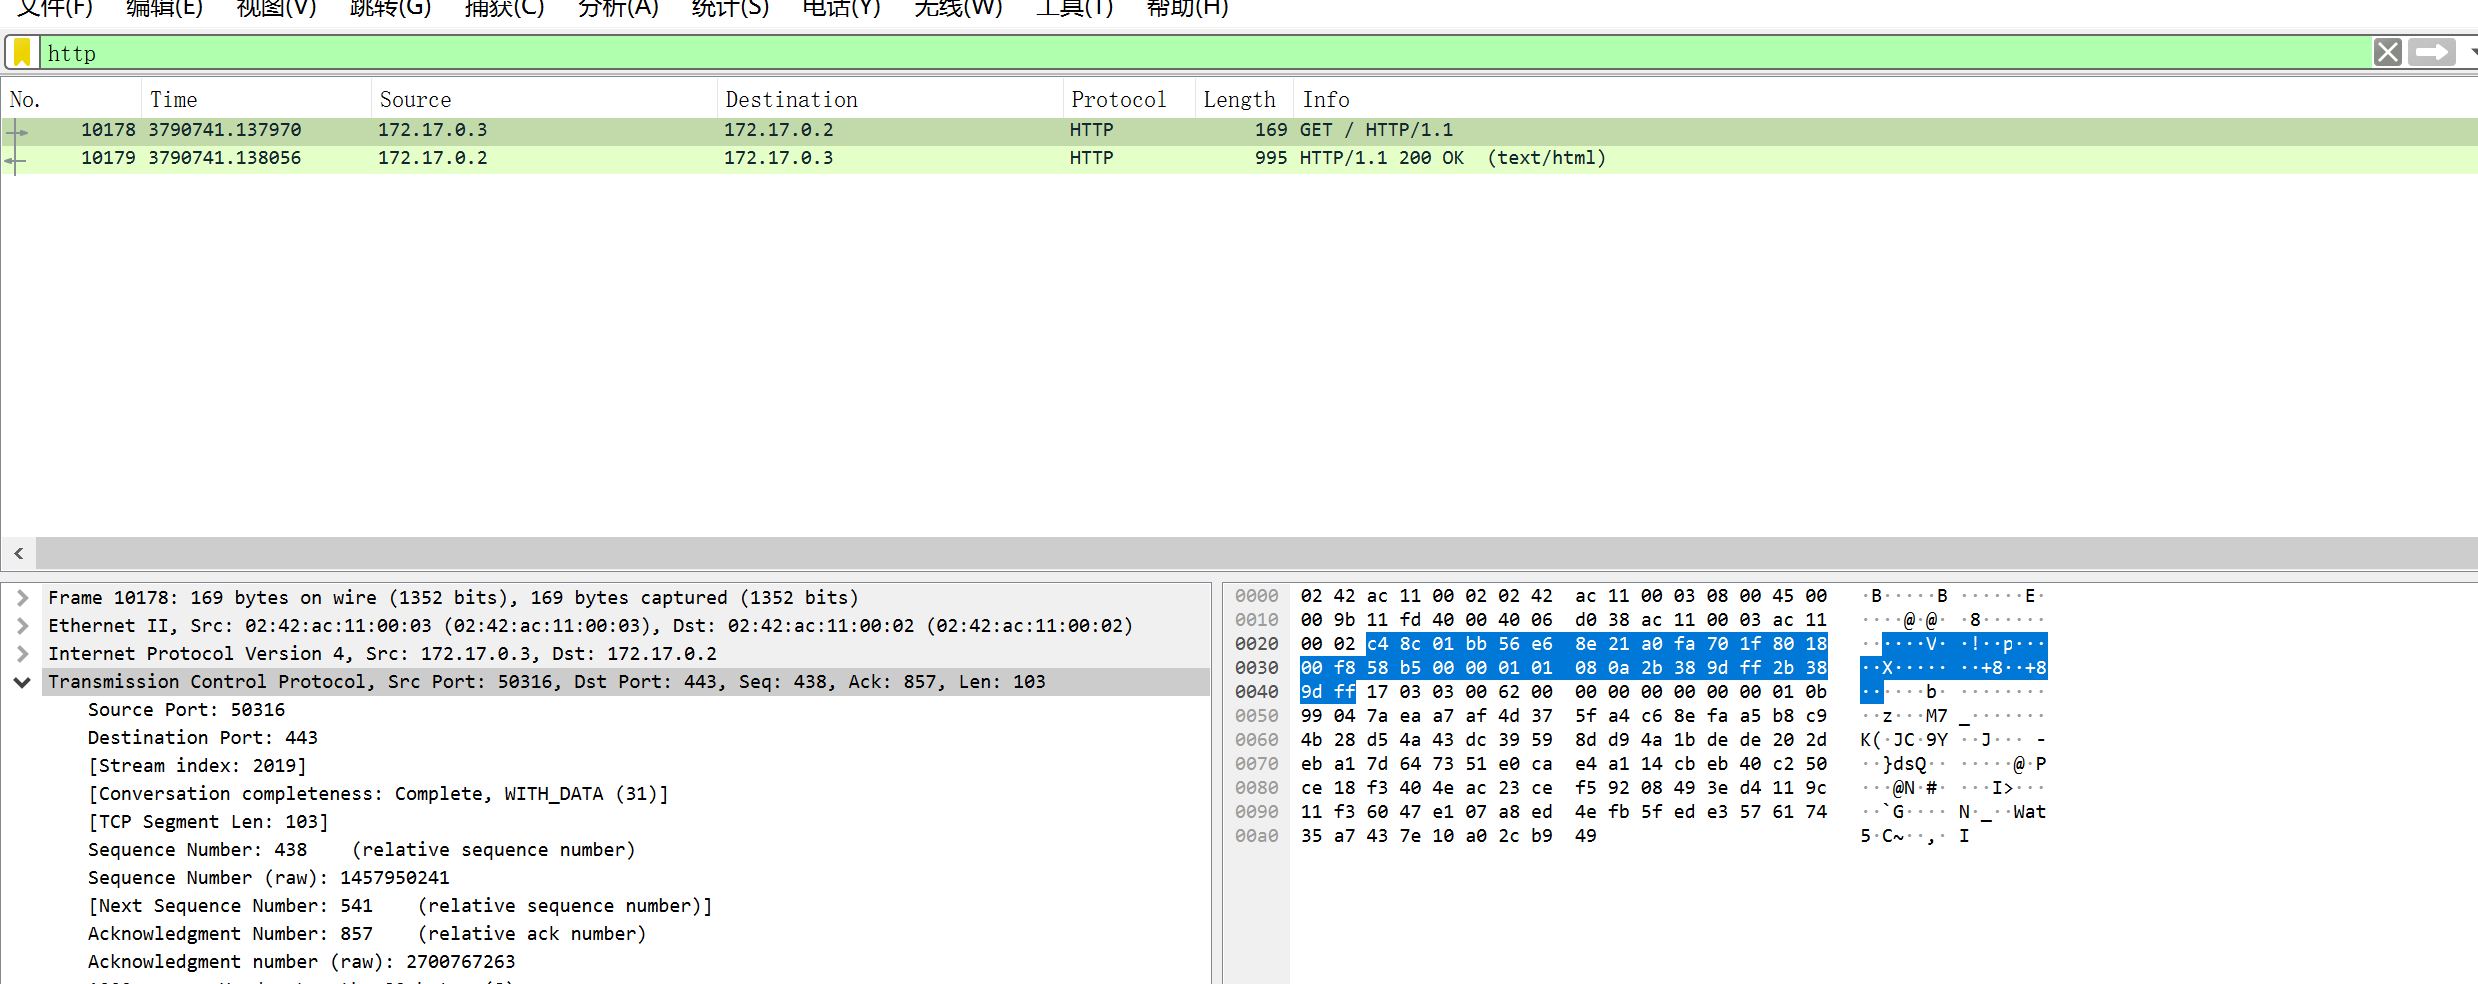 文件(F) 编辑(E) 视图(V) 跳转(G) 捕获(C) 分析(A) 统计(S) 电话(Y) 无线(W) 工具(T) 帮助(H)
http
No. Time Source Destination Protocol Length Info
10178 3790741.137970 172.17.0.3 172.17.0.2 HTTP 169 GET / HTTP/1.1
10179 3790741.138056 172.17.0.2 172.17.0.3 HTTP 995 HTTP/1.1 200 OK (text/html)
Frame 10178: 169 bytes on wire (1352 bits), 169 bytes captured (1352 bits)
Ethernet II, Src: 02:42:ac:11:00:03 (02:42:ac:11:00:03), Dst: 02:42:ac:11:00:02 (02:42:ac:11:00:02)
Internet Protocol Version 4, Src: 172.17.0.3, Dst: 172.17.0.2
Transmission Control Protocol, Src Port: 50316, Dst Port: 443, Seq: 438, Ack: 857, Len: 103
Source Port: 50316
Destination Port: 443
[Stream index: 2019]
[Conversation completeness: Complete, WITH_DATA (31)]
[TCP Segment Len: 103]
Sequence Number: 438 (relative sequence number)
Sequence Number (raw): 1457950241
[Next Sequence Number: 541 (relative sequence number)]
Acknowledgment Number: 857 (relative ack number)
Acknowledgment number (raw): 2700767263
0000 02 42 ac 11 00 02 02 42 ac 11 00 03 08 00 45 00 ·B·····B ······E·
0010 00 9b 11 fd 40 00 40 06 d0 38 ac 11 00 03 ac 11 ····@·@· ·8······
0020 00 02 c4 8c 01 bb 56 e6 8e 21 a0 fa 70 1f 80 18 ······V· ·!··p···
0030 00 f8 58 b5 00 00 01 01 08 0a 2b 38 9d ff 2b 38 ··X····· ··+8··+8
0040 9d ff 17 03 03 00 62 00 00 00 00 00 00 00 01 0b ······b· ········
0050 99 04 7a ea a7 af 4d 37 5f a4 c6 8e fa a5 b8 c9 ··z···M7 _·······
0060 4b 28 d5 4a 43 dc 39 59 8d d9 4a 1b de de 20 2d K(·JC·9Y ··J··· -
0070 eb a1 7d 64 73 51 e0 ca e4 a1 14 cb eb 40 c2 50 ··}dsQ·· ·····@·P
0080 ce 18 f3 40 4e ac 23 ce f5 92 08 49 3e d4 11 9c ···@N·#· ···I>···
0090 11 f3 60 47 e1 07 a8 ed 4e fb 5f ed e3 57 61 74 ··`G···· N·_··Wat
00a0 35 a7 43 7e 10 a0 2c b9 49 5·C~··,· I